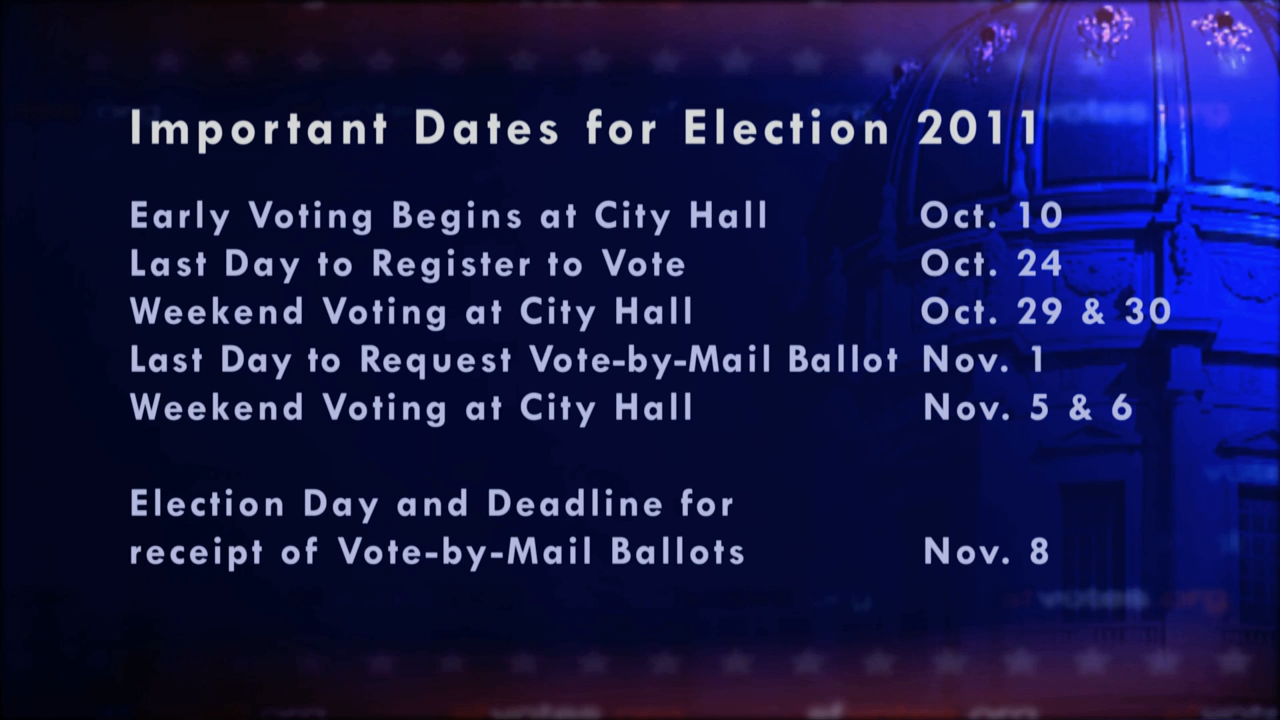 Important Dates for Election 2011
Early Voting Begins at City Hall Oct. 10
Last Day to Register to Vote Oct. 24
Weekend Voting at City Hall Oct. 29 & 30
Last Day to Request Vote-by-Mail Ballot Nov. 1
Weekend Voting at City Hall Nov. 5 & 6
Election Day and Deadline for
receipt of Vote-by-Mail Ballots Nov. 8